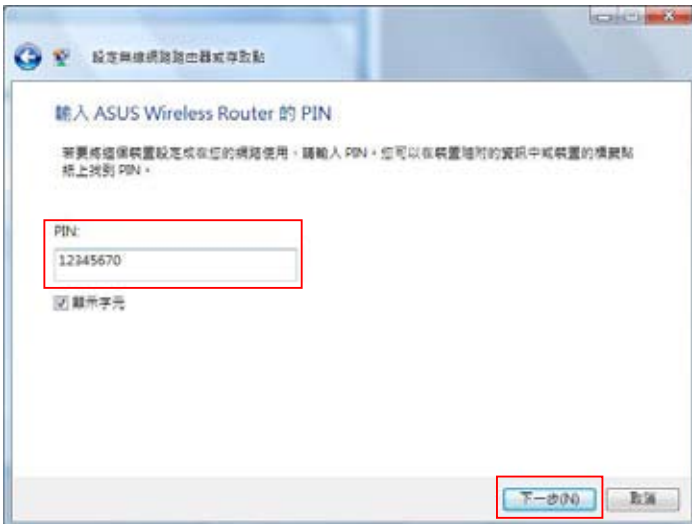 設定無線網路路由器或存取點
輸入 ASUS Wireless Router 的 PIN
若要將這個裝置設定成在您的網路使用，請輸入 PIN。您可以在裝置隨附的資訊中或裝置的標籤貼
紙上找到 PIN。
PIN:
12345670
顯示字元
下一步(N)
取消